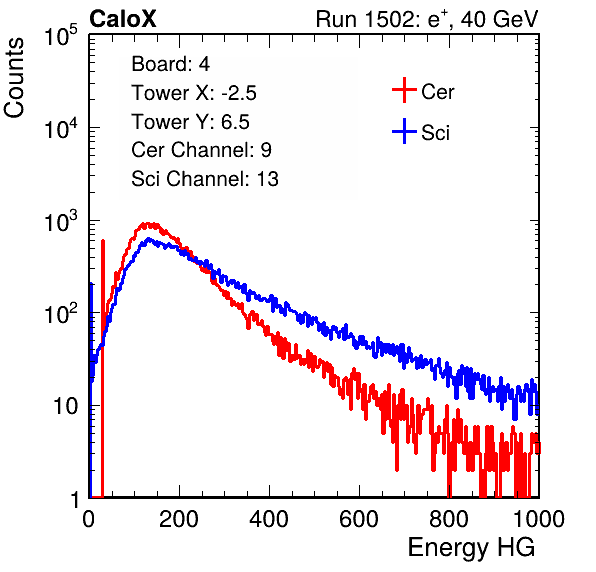 CaloX Run 1502: e⁺, 40 GeV
Counts
10⁵
10⁴
10³
10²
10
1
Board: 4
Tower X: -2.5
Tower Y: 6.5
Cer Channel: 9
Sci Channel: 13
Cer
Sci
0 200 400 600 800 1000
Energy HG